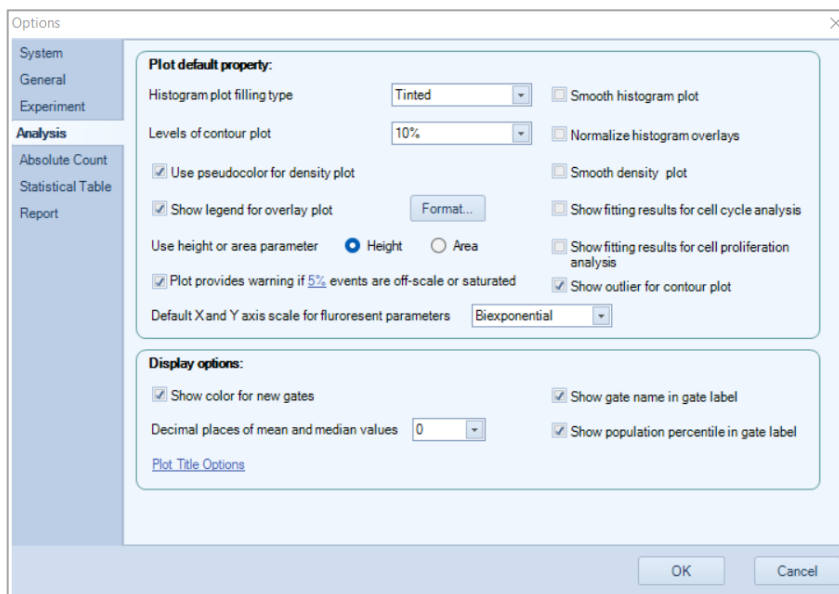 Options
System
General
Experiment
Analysis
Absolute Count
Statistical Table
Report
Plot default property:
Histogram plot filling type
Tinted
Smooth histogram plot
Levels of contour plot
10%
Normalize histogram overlays
Use pseudocolor for density plot
Smooth density plot
Show legend for overlay plot
Format...
Show fitting results for cell cycle analysis
Use height or area parameter
Height
Area
Show fitting results for cell proliferation
analysis
Plot provides warning if 5% events are off-scale or saturated
Show outlier for contour plot
Default X and Y axis scale for fluroresent parameters
Biexponential
Display options:
Show color for new gates
Show gate name in gate label
Decimal places of mean and median values
0
Show population percentile in gate label
Plot Title Options
OK
Cancel